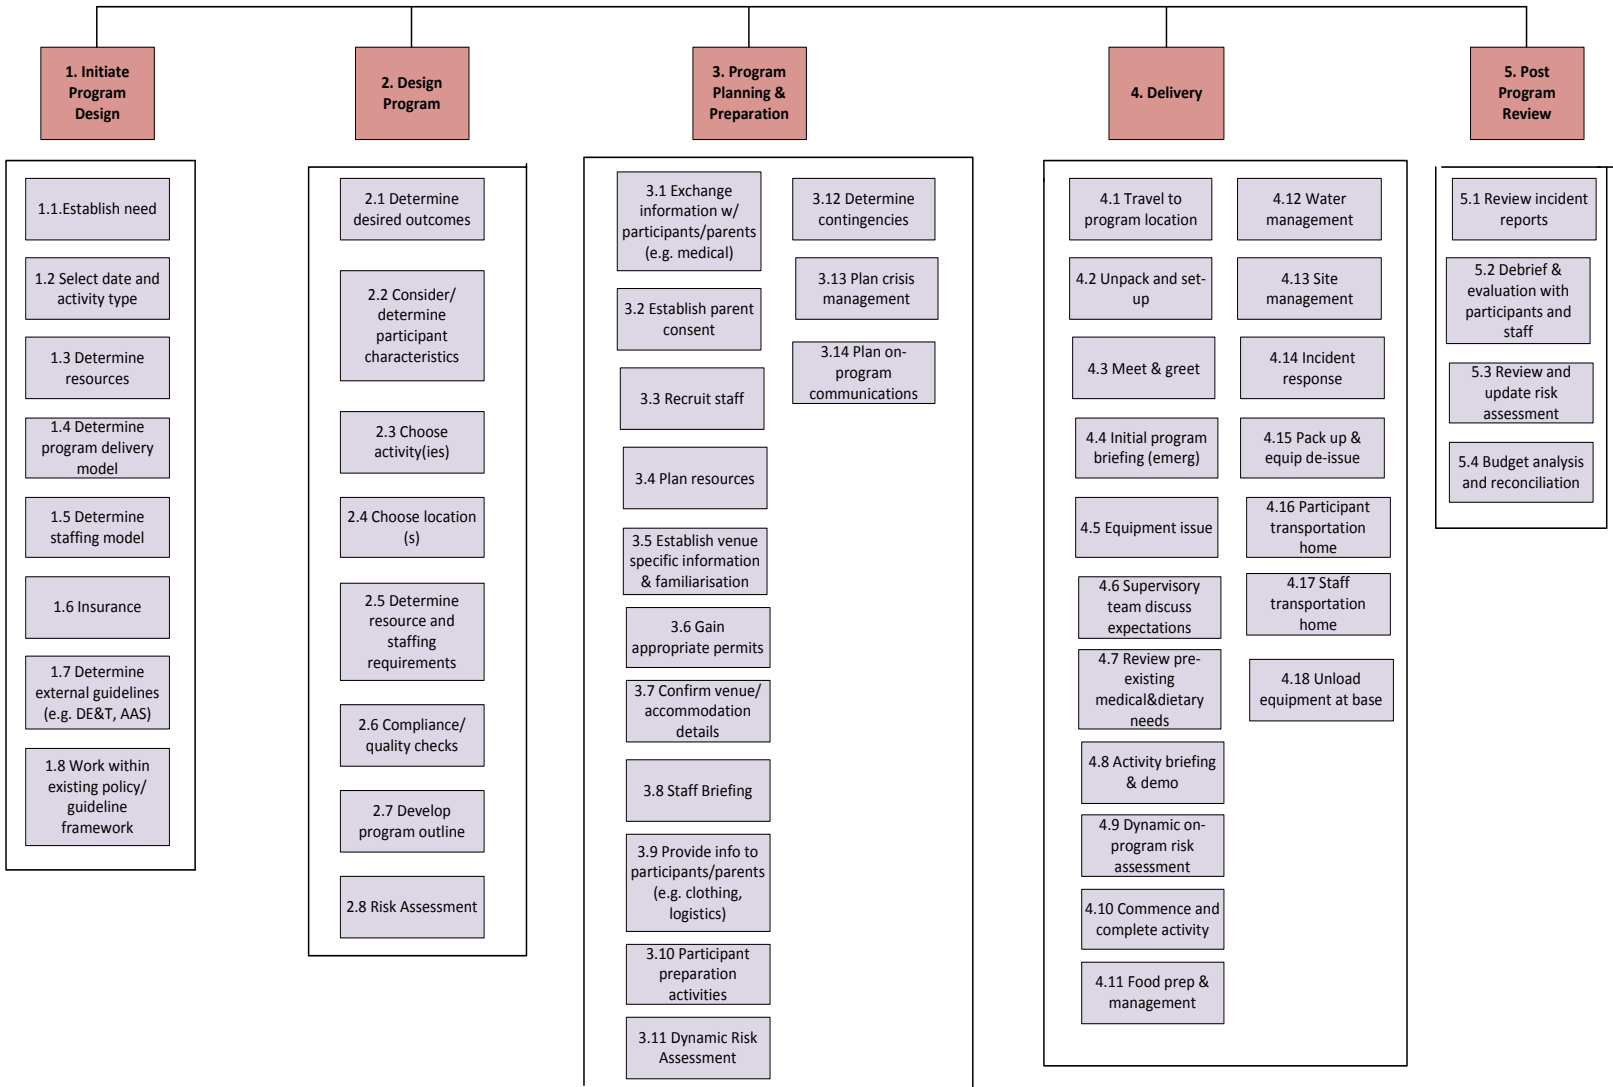 1. Initiate
Program
Design
2. Design
Program
3. Program
Planning &
Preparation
4. Delivery
5. Post
Program
Review
1.1.Establish need
1.2 Select date and
activity type
1.3 Determine
resources
1.4 Determine
program delivery
model
1.5 Determine
staffing model
1.6 Insurance
1.7 Determine
external guidelines
(e.g. DE&T, AAS)
1.8 Work within
existing policy/
guideline
framework
2.1 Determine
desired outcomes
2.2 Consider/
determine
participant
characteristics
2.3 Choose
activity(ies)
2.4 Choose location
(s)
2.5 Determine
resource and
staffing
requirements
2.6 Compliance/
quality checks
2.7 Develop
program outline
2.8 Risk Assessment
3.1 Exchange
information w/
participants/parents
(e.g. medical)
3.2 Establish parent
consent
3.3 Recruit staff
3.4 Plan resources
3.5 Establish venue
specific information
& familiarisation
3.6 Gain
appropriate permits
3.7 Confirm venue/
accommodation
details
3.8 Staff Briefing
3.9 Provide info to
participants/parents
(e.g. clothing,
logistics)
3.10 Participant
preparation
activities
3.11 Dynamic Risk
Assessment
3.12 Determine
contingencies
3.13 Plan crisis
management
3.14 Plan on-
program
communications
4.1 Travel to
program location
4.2 Unpack and set-
up
4.3 Meet & greet
4.4 Initial program
briefing (emerg)
4.5 Equipment issue
4.6 Supervisory
team discuss
expectations
4.7 Review pre-
existing
medical&dietary
needs
4.8 Activity briefing
& demo
4.9 Dynamic on-
program risk
assessment
4.10 Commence and
complete activity
4.11 Food prep &
management
4.12 Water
management
4.13 Site
management
4.14 Incident
response
4.15 Pack up &
equip de-issue
4.16 Participant
transportation
home
4.17 Staff
transportation
home
4.18 Unload
equipment at base
5.1 Review incident
reports
5.2 Debrief &
evaluation with
participants and
staff
5.3 Review and
update risk
assessment
5.4 Budget analysis
and reconciliation